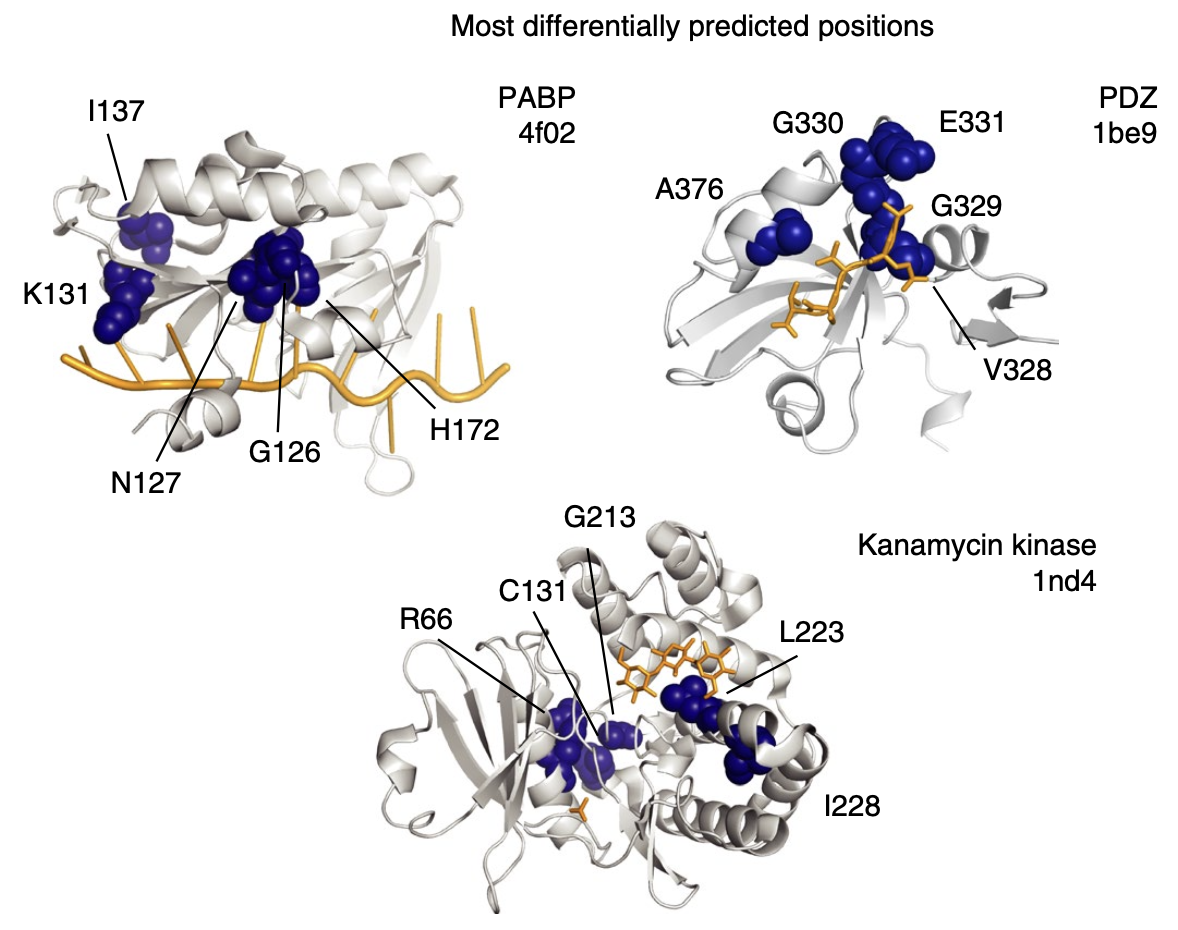 Most differentially predicted positions
PABP
4f02
I137
K131
N127
G126
H172
PDZ
1be9
G330
E331
A376
G329
V328
Kanamycin kinase
1nd4
G213
C131
R66
L223
I228